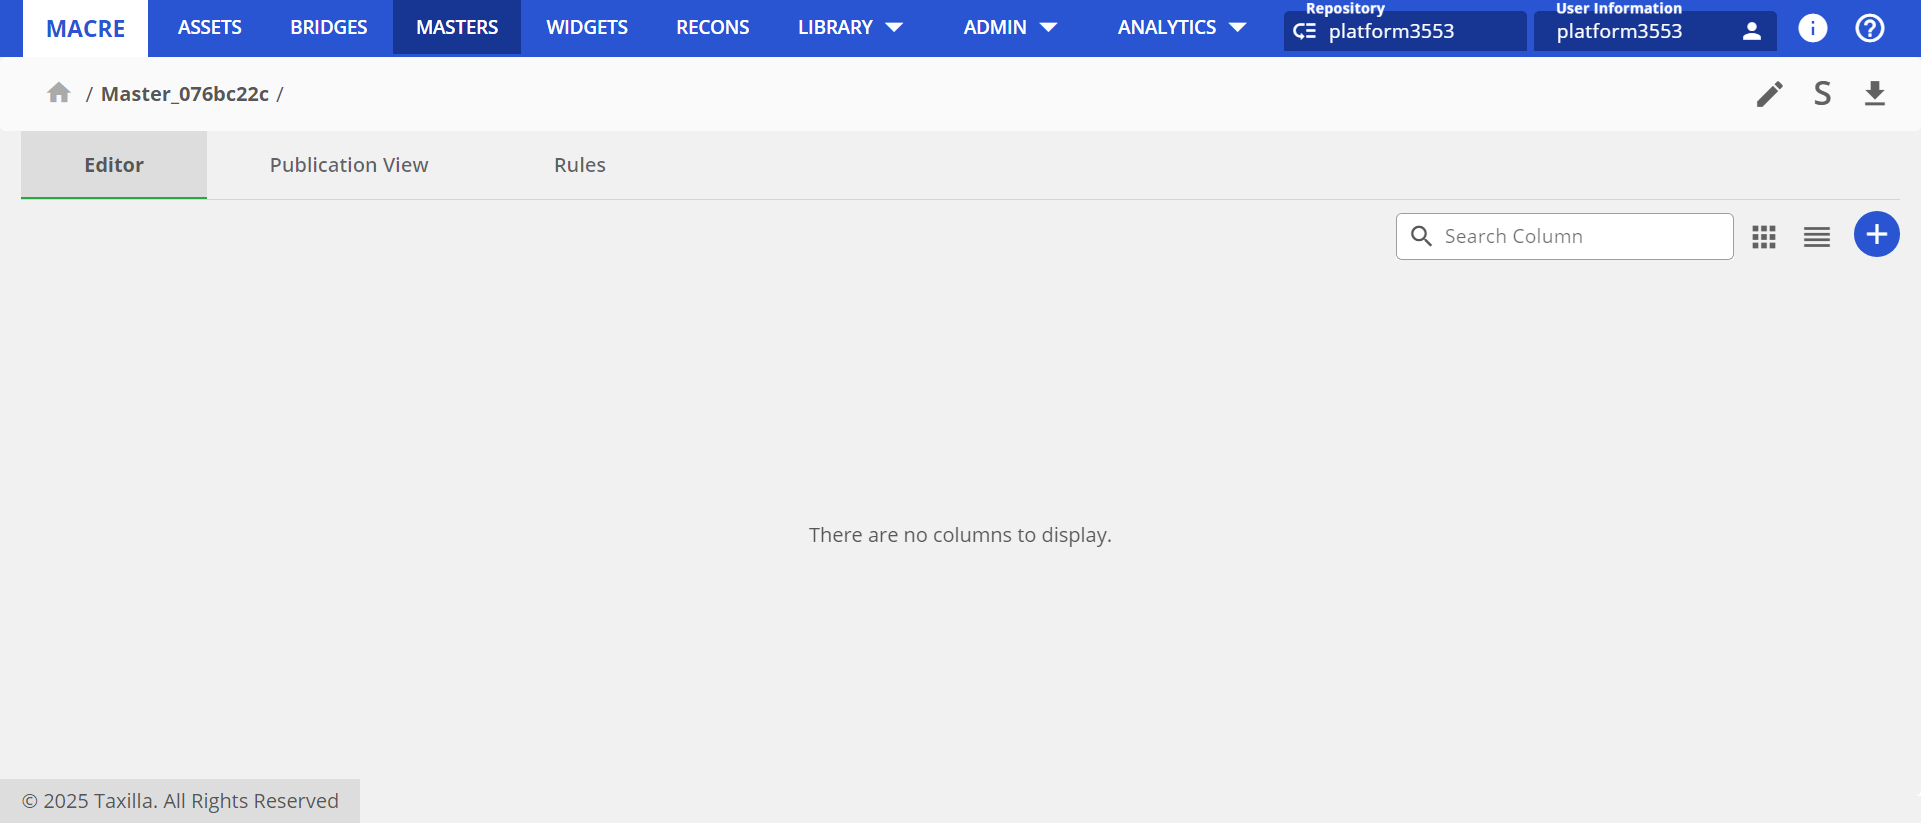 MACRE
ASSETS
BRIDGES
MASTERS
WIDGETS
RECONS
LIBRARY
ADMIN
ANALYTICS
Repository
platform3553
User Information
platform3553
/ Master_076bc22c /
S
Editor
Publication View
Rules
Search Column
There are no columns to display.
© 2025 Taxilla. All Rights Reserved